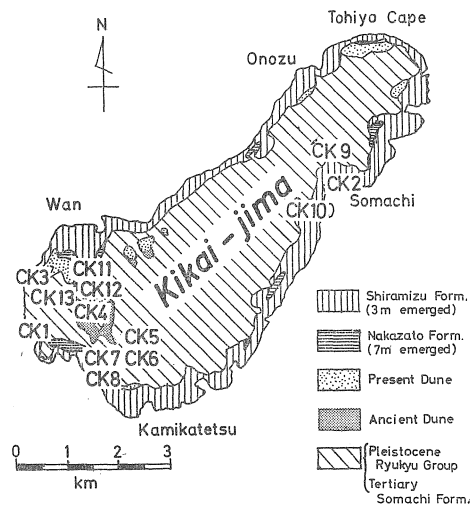 Tohiya Cape
N
Onozu
CK9
CK2
Somachi
CK10)
Kikai-jima
Wan
CK3
CK11
CK13
CK12
CK4
CK1
CK5
CK7 CK6
CK8
Kamikatetsu
Shiramizu Form.
(3m emerged)
Nakazato Form.
(7m emerged)
Present Dune
Ancient Dune
Pleistocene
Ryukyu Group
Tertiary
Somachi Form.
0 1 2 3
km